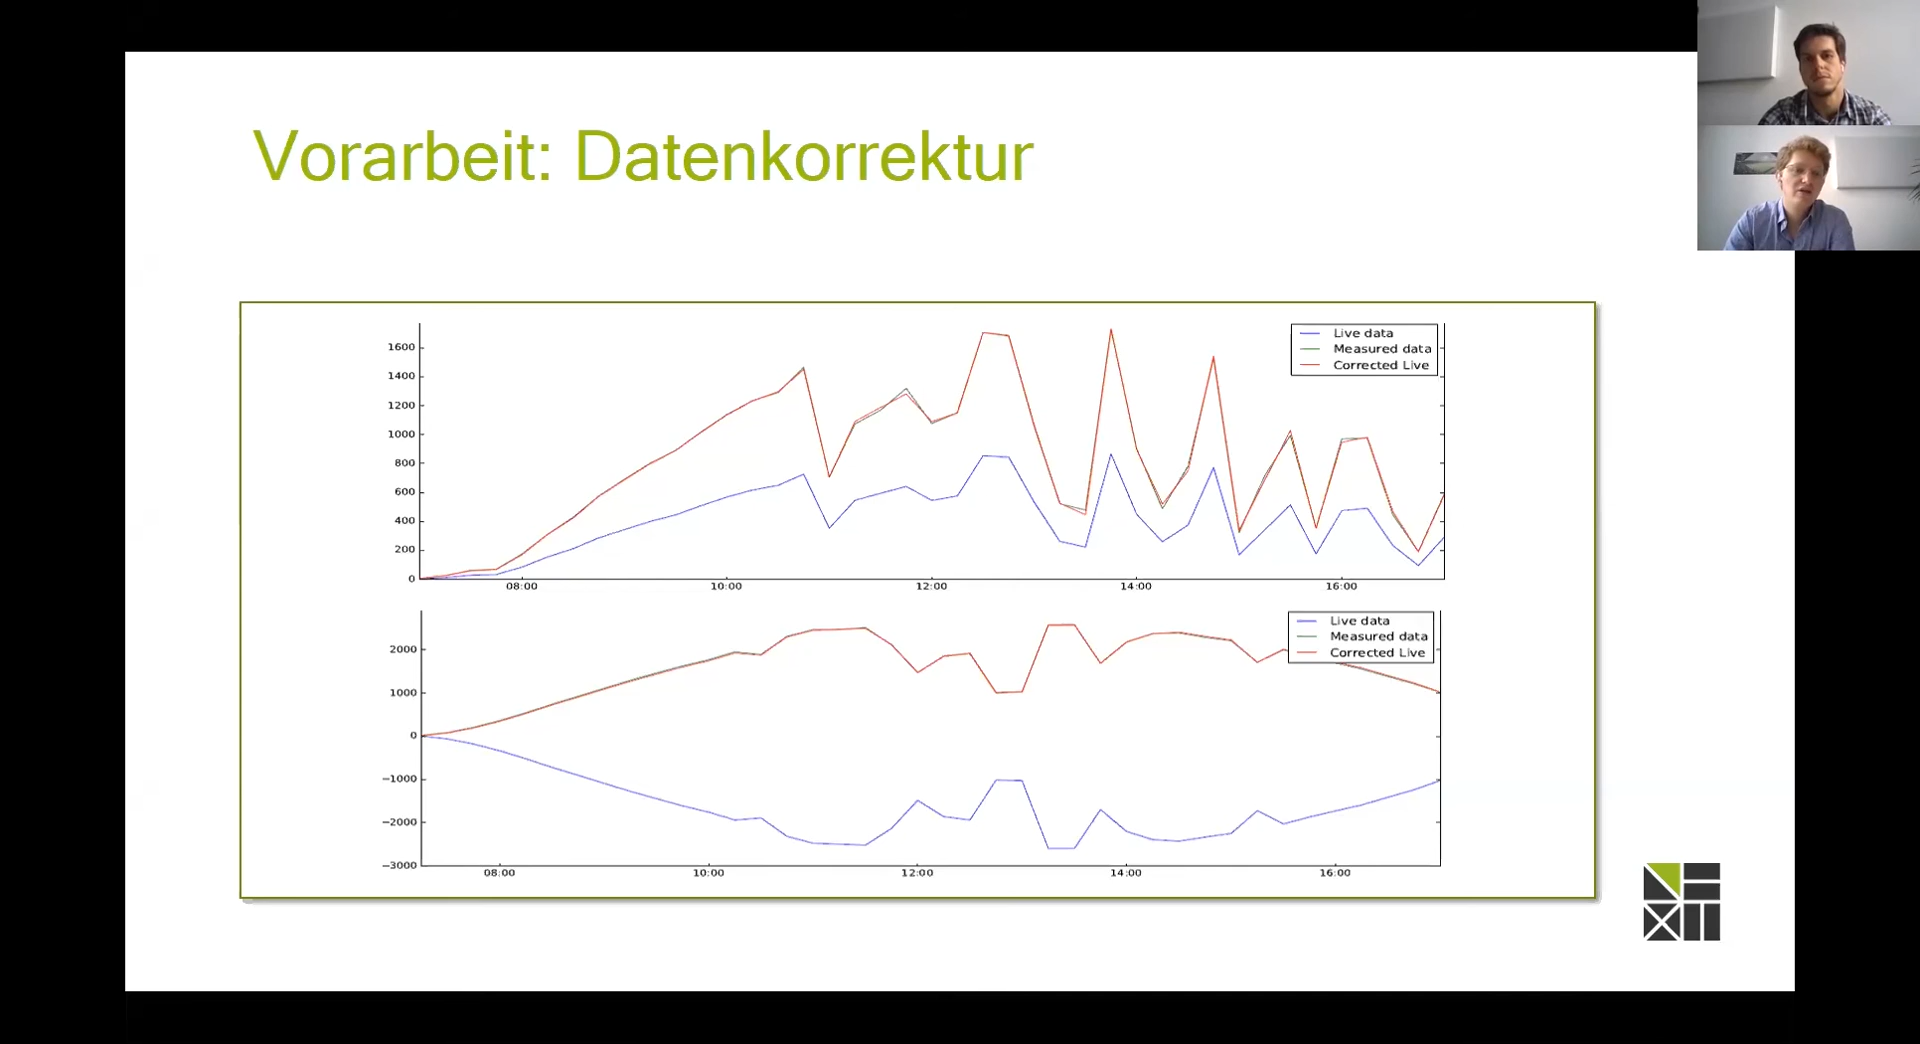 Vorarbeit: Datenkorrektur
Live data
Measured data
Corrected Live
1600
1400
1200
1000
800
600
400
200
0
08:00 10:00 12:00 14:00 16:00
Live data
Measured data
Corrected Live
2000
1000
0
−1000
−2000
−3000
08:00 10:00 12:00 14:00 16:00
NEXT